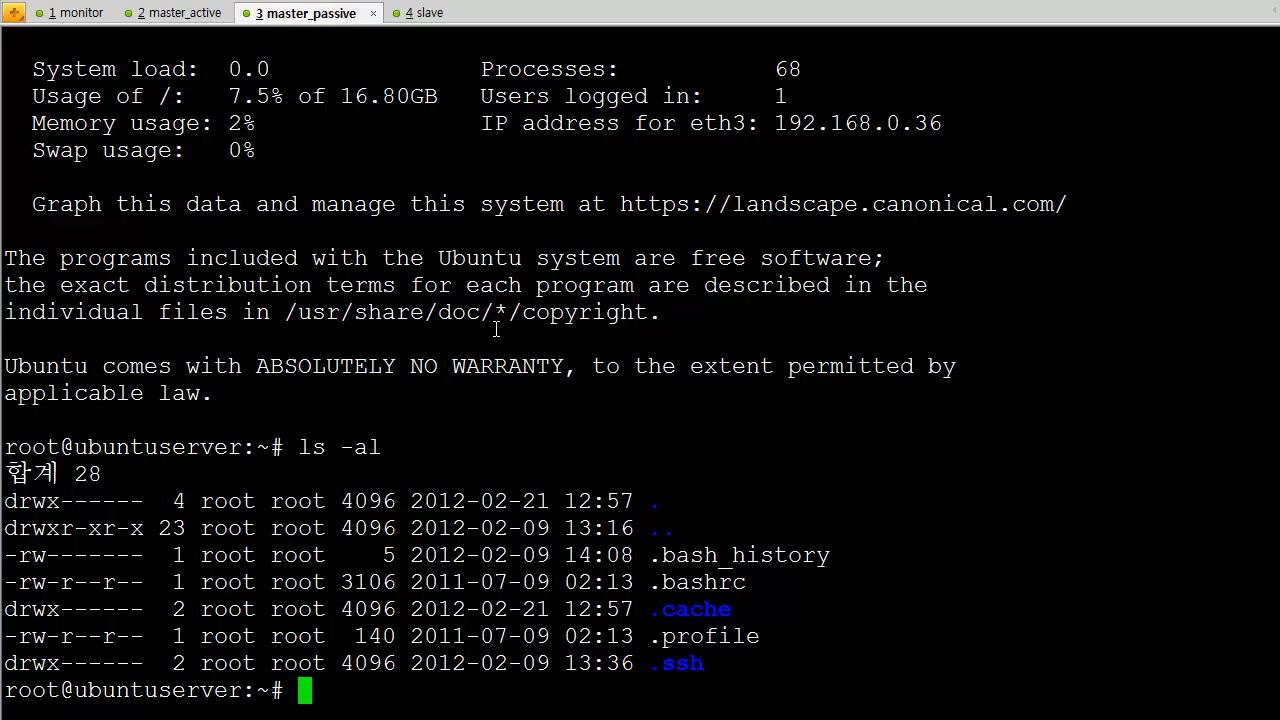 1 monitor 2 master_active 3 master_passive × 4 slave
System load: 0.0 Processes: 68
Usage of /: 7.5% of 16.80GB Users logged in: 1
Memory usage: 2% IP address for eth3: 192.168.0.36
Swap usage: 0%
Graph this data and manage this system at https://landscape.canonical.com/
The programs included with the Ubuntu system are free software;
the exact distribution terms for each program are described in the
individual files in /usr/share/doc/*/copyright.
Ubuntu comes with ABSOLUTELY NO WARRANTY, to the extent permitted by
applicable law.
root@ubuntuserver:~# ls -al
합계 28
drwx------ 4 root root 4096 2012-02-21 12:57 .
drwxr-xr-x 23 root root 4096 2012-02-09 13:16 ..
-rw------- 1 root root 5 2012-02-09 14:08 .bash_history
-rw-r--r-- 1 root root 3106 2011-07-09 02:13 .bashrc
drwx------ 2 root root 4096 2012-02-21 12:57 .cache
-rw-r--r-- 1 root root 140 2011-07-09 02:13 .profile
drwx------ 2 root root 4096 2012-02-09 13:36 .ssh
root@ubuntuserver:~#